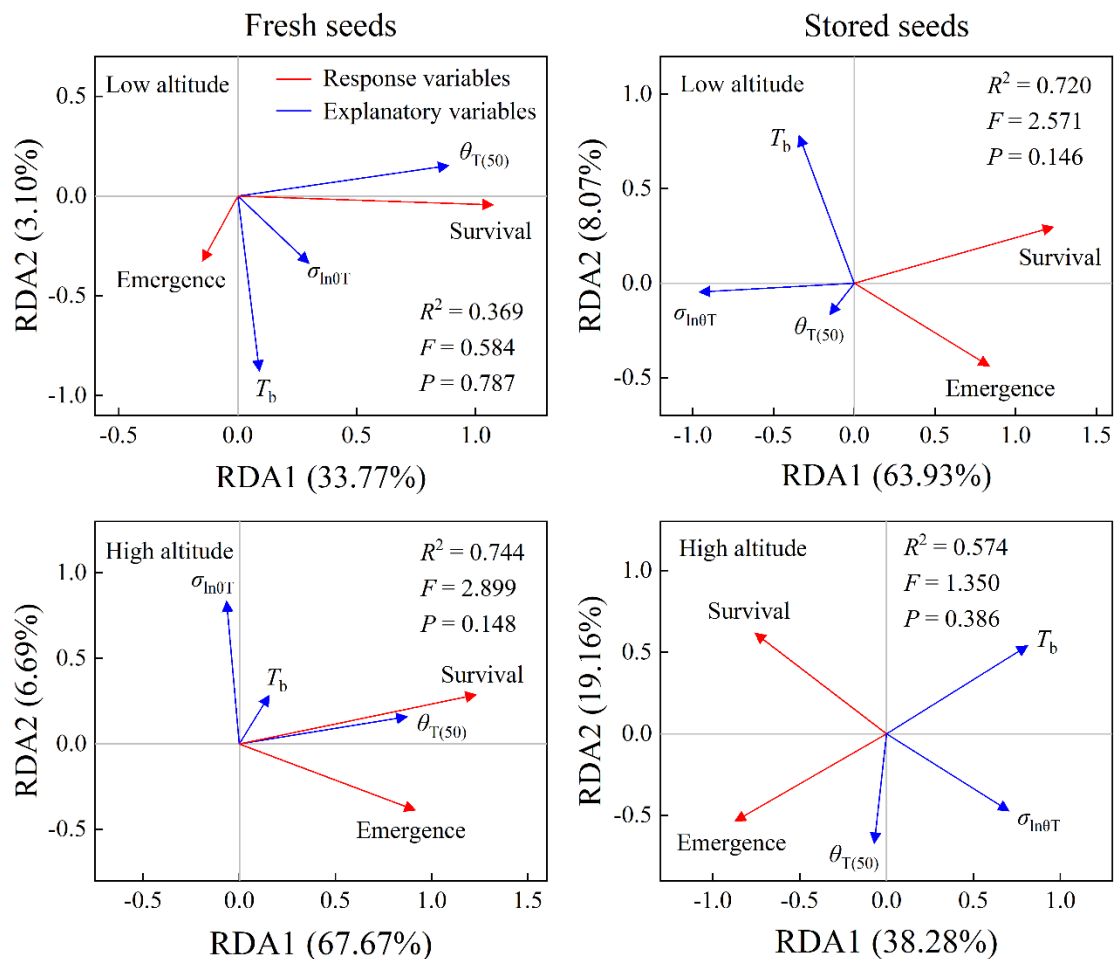 Fresh seeds
Low altitude
Response variables
Explanatory variables
θT(50)
Survival
Emergence
σlnθT
Tb
R² = 0.369
F = 0.584
P = 0.787
0.5
0.0
-0.5
-1.0
RDA2 (3.10%)
-0.5 0.0 0.5 1.0
RDA1 (33.77%)
Stored seeds
Low altitude
R² = 0.720
F = 2.571
P = 0.146
Tb
Survival
σlnθT
θT(50)
Emergence
1.0
0.5
0.0
-0.5
RDA2 (8.07%)
-1.0 -0.5 0.0 0.5 1.0 1.5
RDA1 (63.93%)
High altitude
R² = 0.744
F = 2.899
P = 0.148
σlnθT
Tb
Survival
θT(50)
Emergence
1.0
0.5
0.0
-0.5
RDA2 (6.69%)
-0.5 0.0 0.5 1.0 1.5
RDA1 (67.67%)
High altitude
R² = 0.574
F = 1.350
P = 0.386
Survival
Tb
Emergence
θT(50)
σlnθT
1.0
0.5
0.0
-0.5
RDA2 (19.16%)
-1.0 -0.5 0.0 0.5 1.0
RDA1 (38.28%)